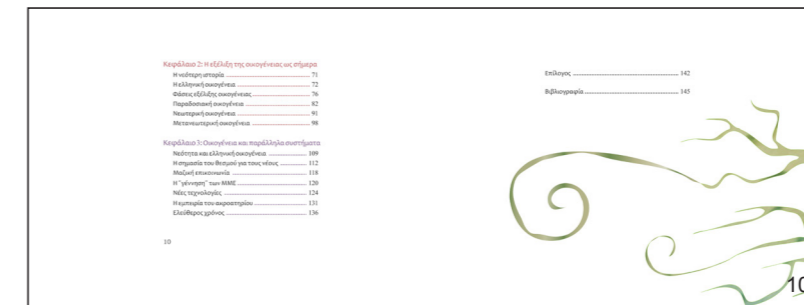 Κεφάλαιο 2: Η εξέλιξη της οικογένειας ως σήμερα
Η νεότερη ιστορία 71
Η ελληνική οικογένεια 72
Φάσεις εξέλιξης οικογένειας 76
Παραδοσιακή οικογένεια 82
Νεωτερική οικογένεια 91
Μετανεωτερική οικογένεια 98
Κεφάλαιο 3: Οικογένεια και παράλληλα συστήματα
Νεότητα και ελληνική οικογένεια 109
Η σημασία του θεσμού για τους νέους 112
Μαζική επικοινωνία 118
Η "γέννηση" των ΜΜΕ 120
Νέες τεχνολογίες 124
Η εμπειρία του ακροατηρίου 131
Ελεύθερος χρόνος 136
10
Επίλογος 142
Βιβλιογραφία 145
10